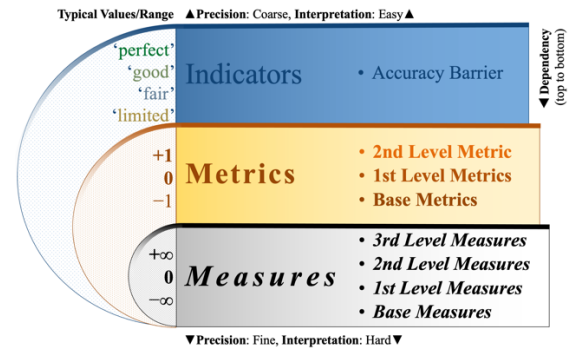 Typical Values/Range ▲Precision: Coarse, Interpretation: Easy▲
‘perfect’
‘good’
‘fair’
‘limited’
Indicators
• Accuracy Barrier
◀ Dependency
(top to bottom)
+1
0
−1
Metrics
• 2nd Level Metric
• 1st Level Metrics
• Base Metrics
+∞
0
−∞
Measures
• 3rd Level Measures
• 2nd Level Measures
• 1st Level Measures
• Base Measures
▼Precision: Fine, Interpretation: Hard▼